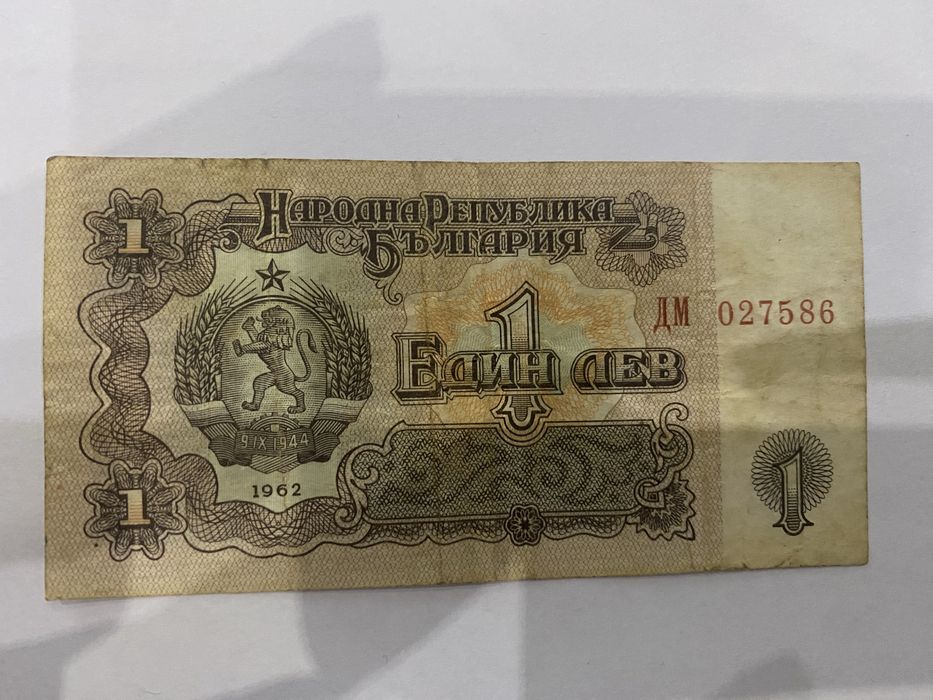 1
НАРОДНА РЕПУБЛИКА
БЪЛГАРИЯ
1
ЕДИН ЛЕВ
ДМ 027586
9 IX 1944
1962
1
1